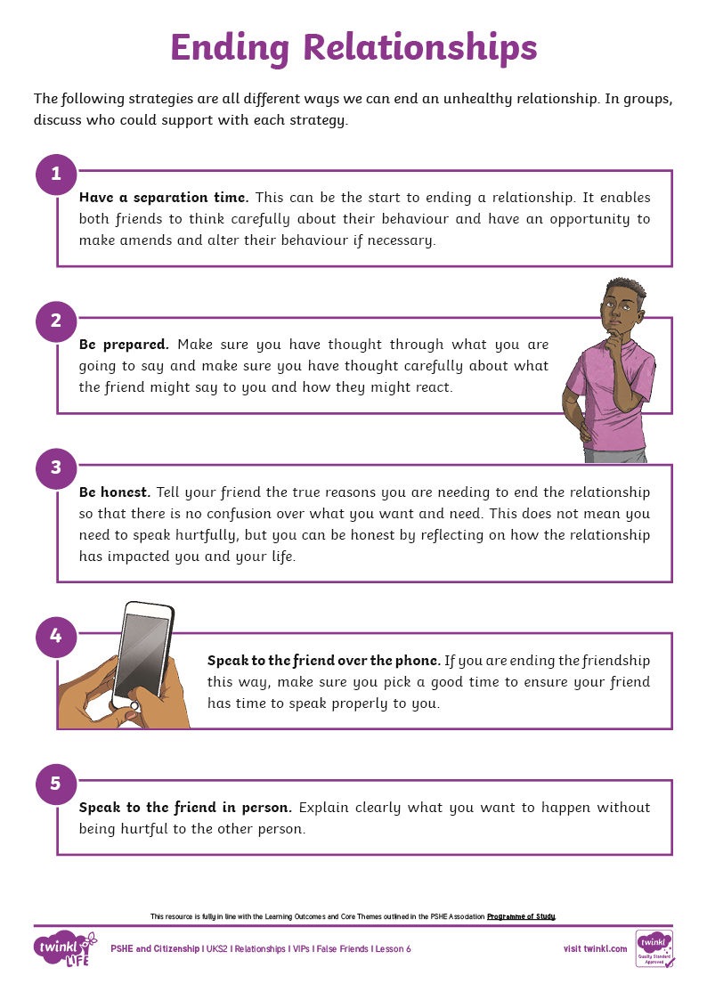 Ending Relationships
The following strategies are all different ways we can end an unhealthy relationship. In groups,
discuss who could support with each strategy.
1
Have a separation time. This can be the start to ending a relationship. It enables
both friends to think carefully about their behaviour and have an opportunity to
make amends and alter their behaviour if necessary.
2
Be prepared. Make sure you have thought through what you are
going to say and make sure you have thought carefully about what
the friend might say to you and how they might react.
3
Be honest. Tell your friend the true reasons you are needing to end the relationship
so that there is no confusion over what you want and need. This does not mean you
need to speak hurtfully, but you can be honest by reflecting on how the relationship
has impacted you and your life.
4
Speak to the friend over the phone. If you are ending the friendship
this way, make sure you pick a good time to ensure your friend
has time to speak properly to you.
5
Speak to the friend in person. Explain clearly what you want to happen without
being hurtful to the other person.
This resource is fully in line with the Learning Outcomes and Core Themes outlined in the PSHE Association Programme of Study.
twinkl
LIFE
PSHE and Citizenship | UKS2 | Relationships | VIPs | False Friends | Lesson 6
visit twinkl.com
twinkl
Quality Standard
Approved